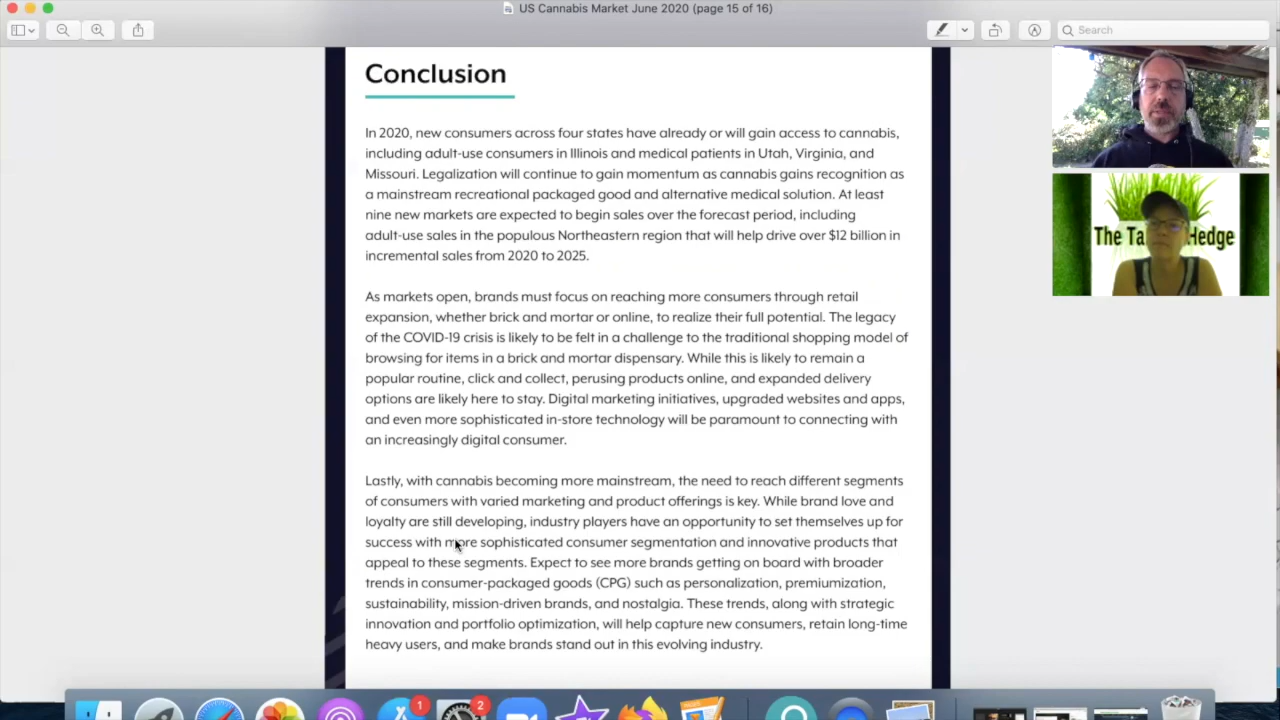 US Cannabis Market June 2020 (page 15 of 16)
Search
Conclusion
In 2020, new consumers across four states have already or will gain access to cannabis,
including adult-use consumers in Illinois and medical patients in Utah, Virginia, and
Missouri. Legalization will continue to gain momentum as cannabis gains recognition as
a mainstream recreational packaged good and alternative medical solution. At least
nine new markets are expected to begin sales over the forecast period, including
adult-use sales in the populous Northeastern region that will help drive over $12 billion in
incremental sales from 2020 to 2025.
As markets open, brands must focus on reaching more consumers through retail
expansion, whether brick and mortar or online, to realize their full potential. The legacy
of the COVID-19 crisis is likely to be felt in a challenge to the traditional shopping model of
browsing for items in a brick and mortar dispensary. While this is likely to remain a
popular routine, click and collect, perusing products online, and expanded delivery
options are likely here to stay. Digital marketing initiatives, upgraded websites and apps,
and even more sophisticated in-store technology will be paramount to connecting with
an increasingly digital consumer.
Lastly, with cannabis becoming more mainstream, the need to reach different segments
of consumers with varied marketing and product offerings is key. While brand love and
loyalty are still developing, industry players have an opportunity to set themselves up for
success with more sophisticated consumer segmentation and innovative products that
appeal to these segments. Expect to see more brands getting on board with broader
trends in consumer-packaged goods (CPG) such as personalization, premiumization,
sustainability, mission-driven brands, and nostalgia. These trends, along with strategic
innovation and portfolio optimization, will help capture new consumers, retain long-time
heavy users, and make brands stand out in this evolving industry.
The Hedge
1
2